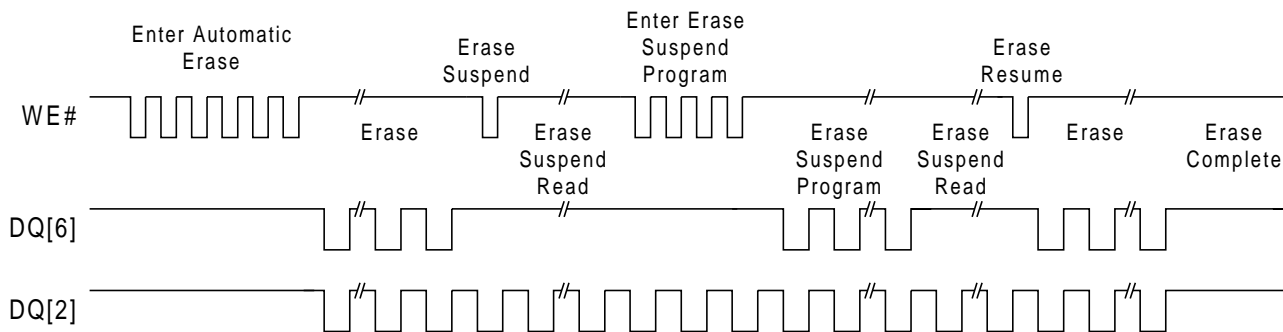 Enter Automatic
Erase
Erase
Suspend
Enter Erase
Suspend
Program
Erase
Resume
WE#
Erase
Erase
Suspend
Read
Erase
Suspend
Program
Erase
Suspend
Read
Erase
Erase
Complete
DQ[6]
DQ[2]